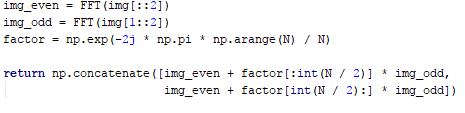 img_even = FFT(img[::2])
img_odd = FFT(img[1::2])
factor = np.exp(-2j * np.pi * np.arange(N) / N)
return np.concatenate([img_even + factor[:int(N / 2)] * img_odd,
img_even + factor[int(N / 2):] * img_odd])